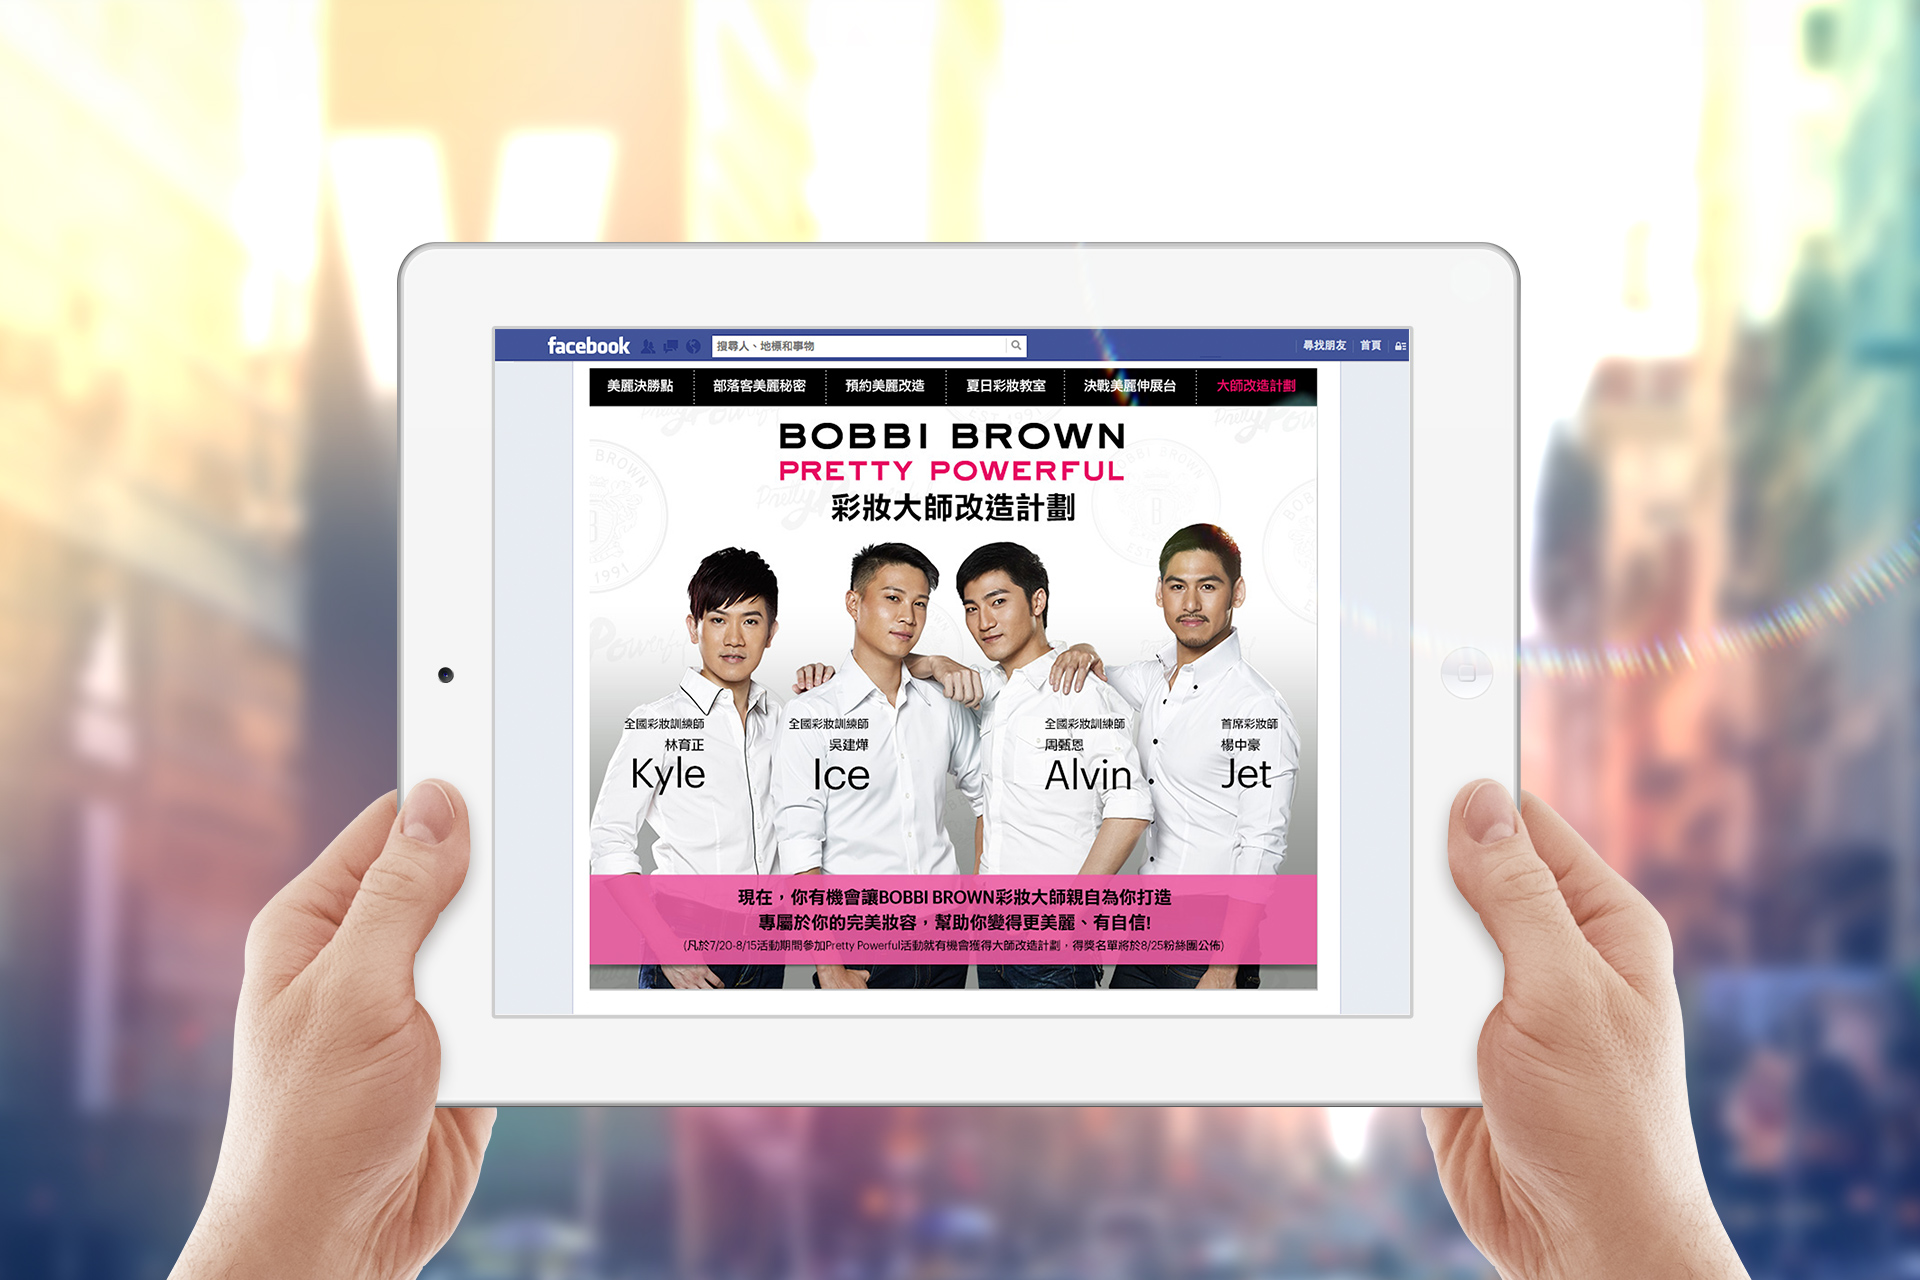 facebook
搜尋人、地標和事物
尋找朋友 首頁
美麗決勝點 部落客美麗秘密 預約美麗改造 夏日彩妝教室 決戰美麗伸展台 大師改造計劃
BOBBI BROWN
PRETTY POWERFUL
彩妝大師改造計劃
全國彩妝訓練師
林育正
Kyle
全國彩妝訓練師
吳建燁
Ice
全國彩妝訓練師
周甄恩
Alvin
首席彩妝師
楊中豪
Jet
現在，你有機會讓BOBBI BROWN彩妝大師親自為你打造
專屬於你的完美妝容，幫助你變得更美麗、有自信!
(凡於7/20-8/15活動期間參加Pretty Powerful活動就有機會獲得大師改造計劃，得獎名單將於8/25粉絲團公佈)